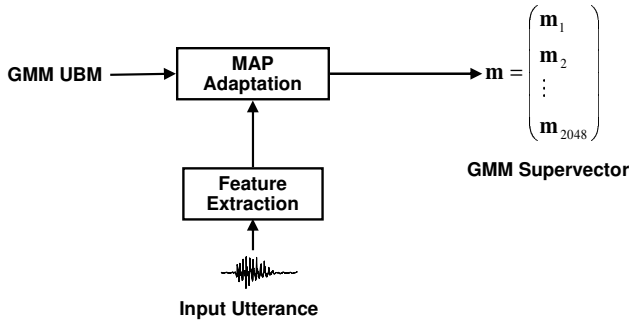 GMM UBM
MAP
Adaptation
m = ( m1
m2
⋮
m2048 )
GMM Supervector
Feature
Extraction
Input Utterance